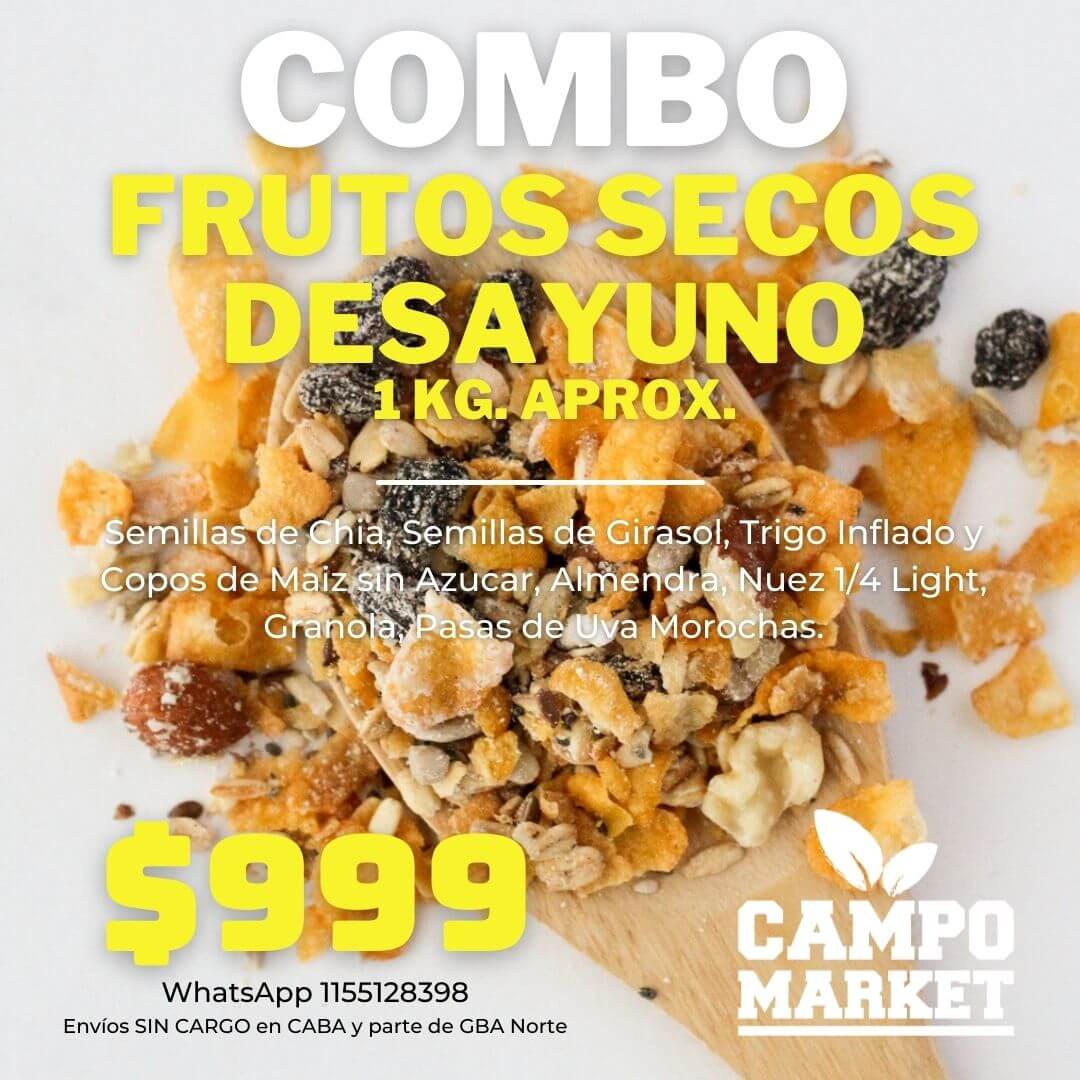 COMBO
FRUTOS SECOS
DESAYUNO
1 KG. APROX.
Semillas de Chia, Semillas de Girasol, Trigo Inflado y
Copos de Maiz sin Azucar, Almendra, Nuez 1/4 Light,
Granola, Pasas de Uva Morochas.
$999
WhatsApp 1155128398
Envíos SIN CARGO en CABA y parte de GBA Norte
CAMPO
MARKET